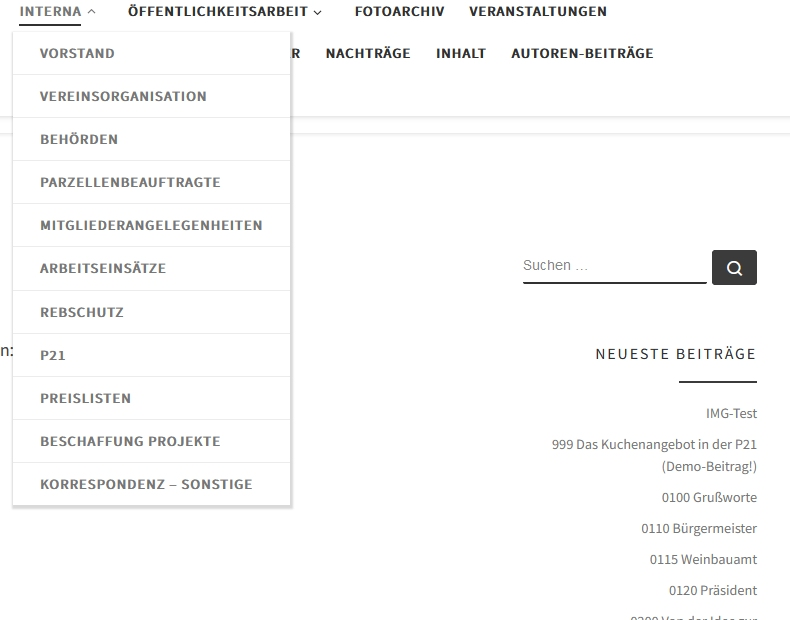 INTERNA
ÖFFENTLICHKEITSARBEIT
FOTOARCHIV
VERANSTALTUNGEN
R
NACHTRÄGE
INHALT
AUTOREN-BEITRÄGE
VORSTAND
VEREINSORGANISATION
BEHÖRDEN
PARZELLENBEAUFTRAGTE
MITGLIEDERANGELEGENHEITEN
ARBEITSEINSÄTZE
REBSCHUTZ
n:
P21
PREISLISTEN
BESCHAFFUNG PROJEKTE
KORRESPONDENZ – SONSTIGE
Suchen ...
NEUESTE BEITRÄGE
IMG-Test
999 Das Kuchenangebot in der P21
(Demo-Beitrag!)
0100 Grußworte
0110 Bürgermeister
0115 Weinbauamt
0120 Präsident